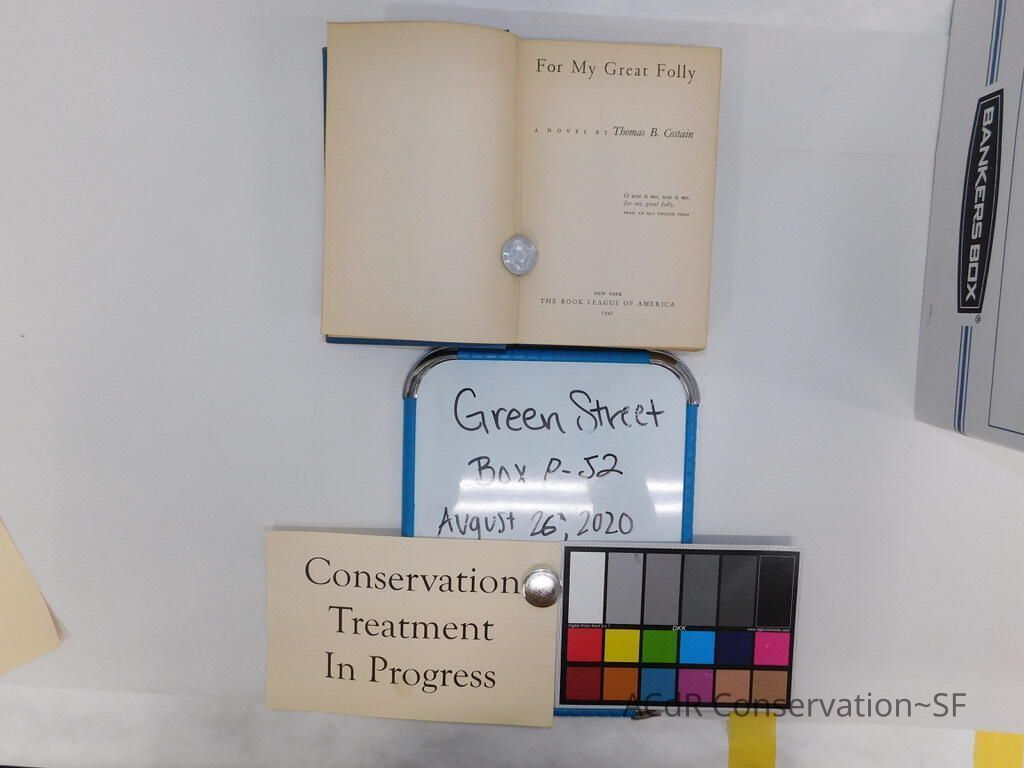 For My Great Folly
A NOVEL BY Thomas B. Costain
O woe is me, woe is me,
for my great folly.
FROM AN OLD ENGLISH POEM
NEW YORK
THE BOOK LEAGUE OF AMERICA
1942
BANKERS BOX®
Green Street
Box P-52
August 26, 2020
Conservation
Treatment
In Progress
DKK
ACdR Conservation~SF